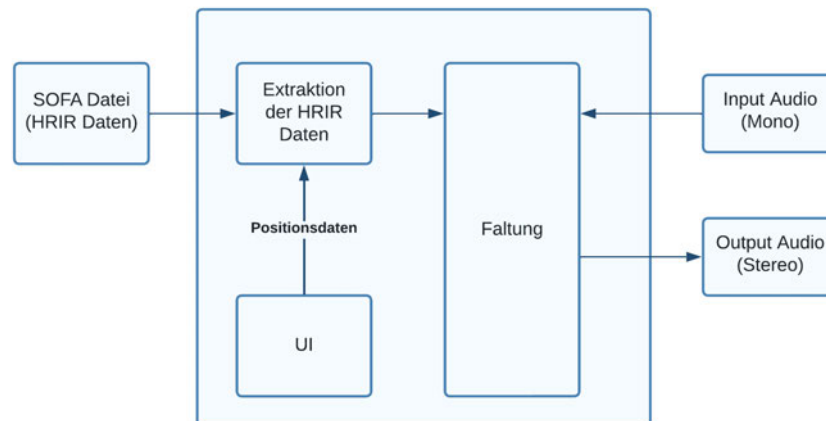 SOFA Datei
(HRIR Daten)
Extraktion
der HRIR
Daten
Positionsdaten
UI
Faltung
Input Audio
(Mono)
Output Audio
(Stereo)